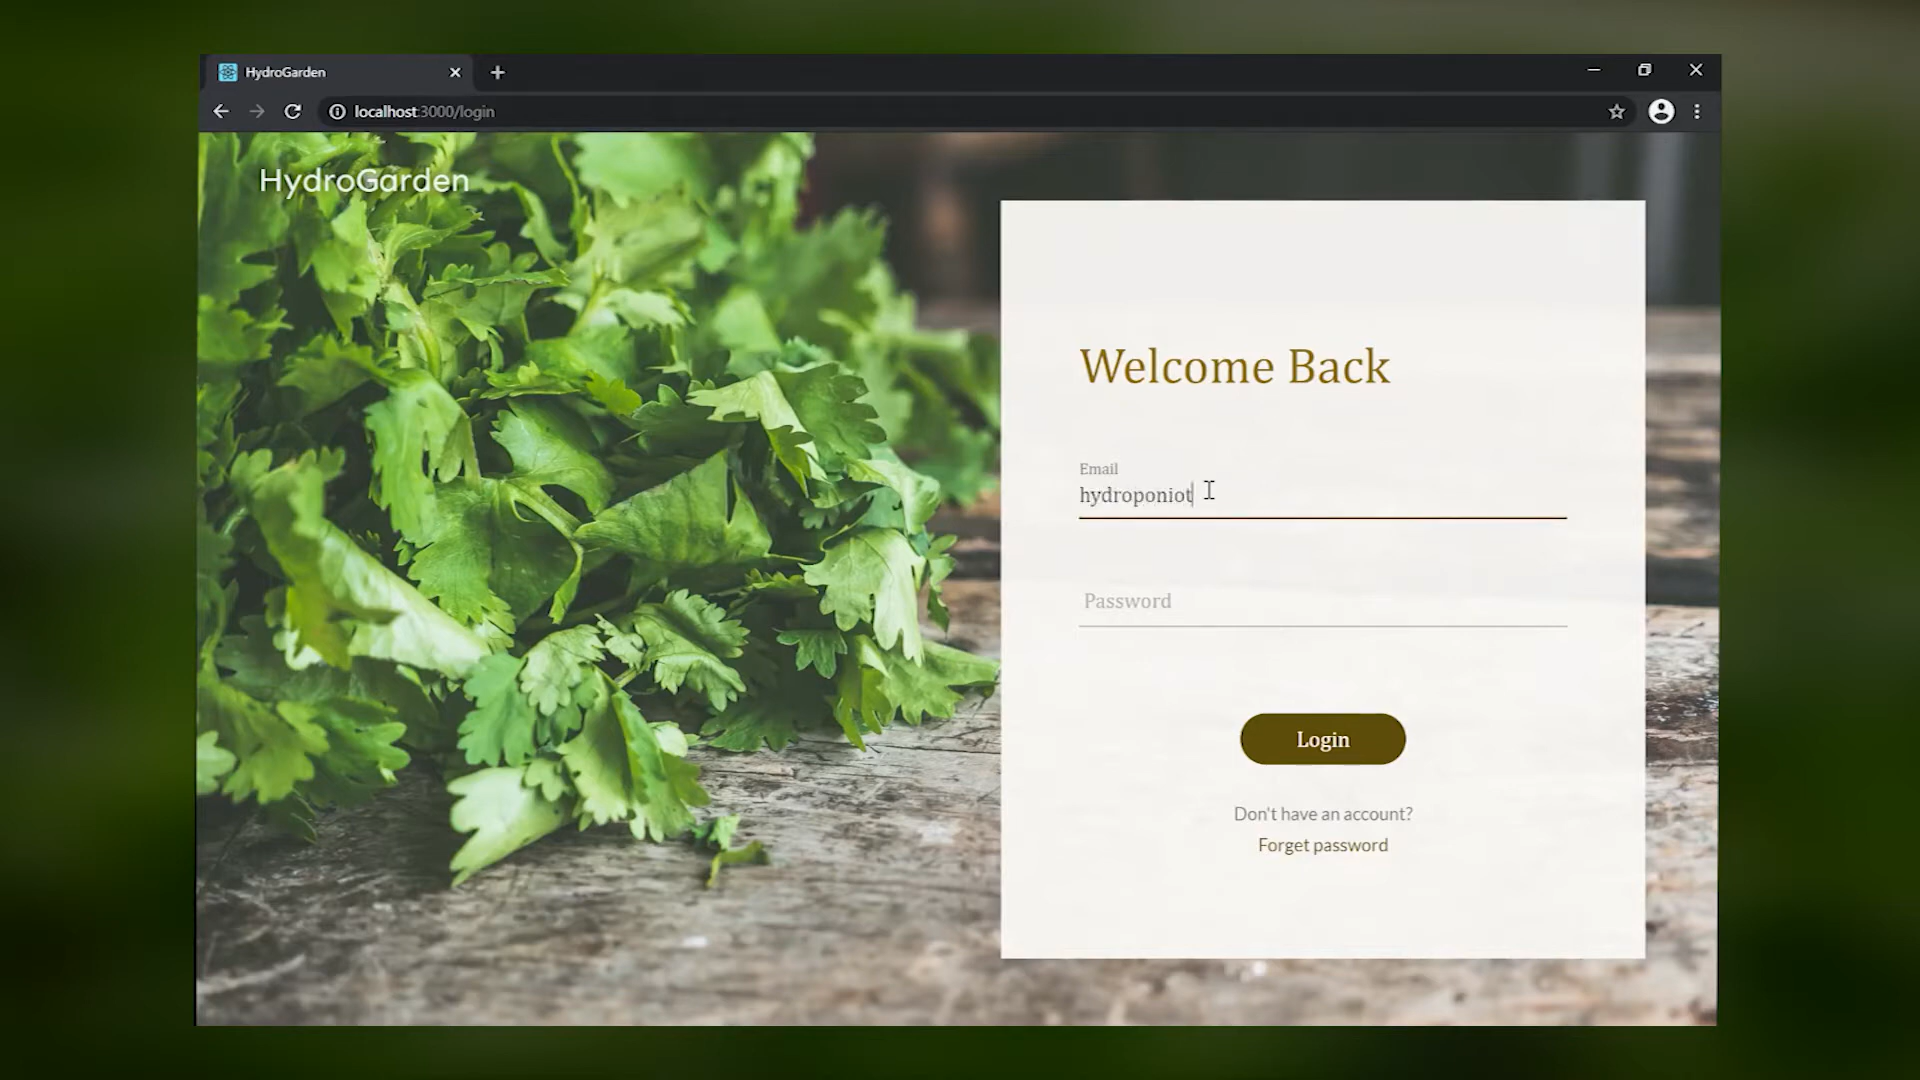 HydroGarden
localhost:3000/login
HydroGarden
Welcome Back
Email
hydroponiot
Password
Login
Don't have an account?
Forget password